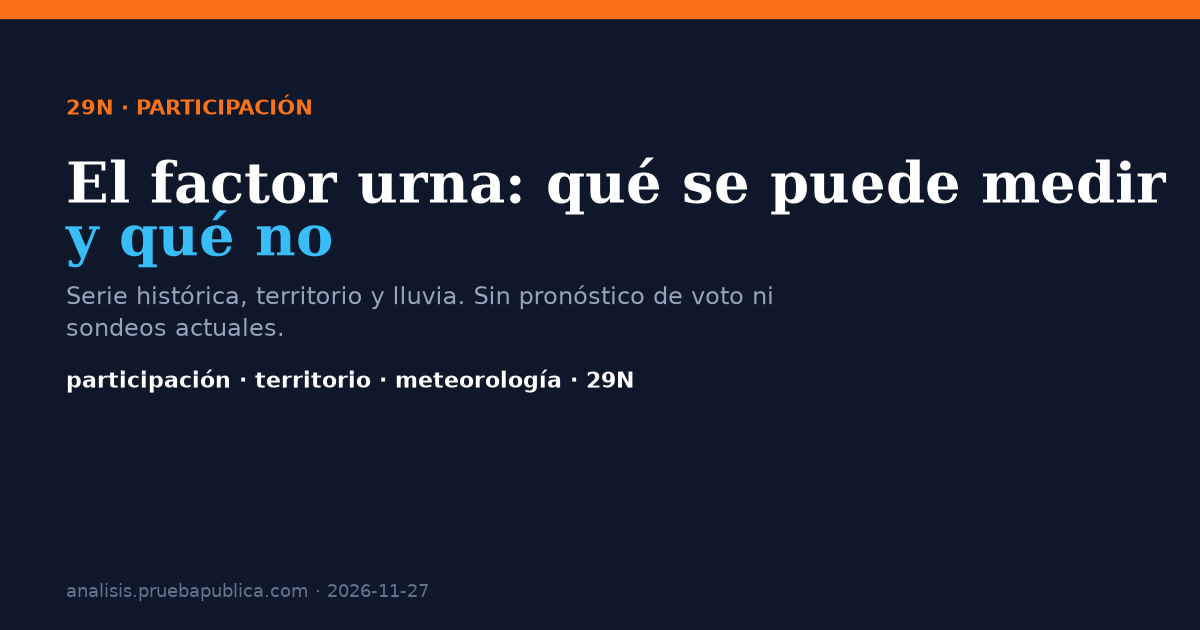 29N · PARTICIPACIÓN
El factor urna: qué se puede medir
y qué no
Serie histórica, territorio y lluvia. Sin pronóstico de voto ni
sondeos actuales.
participación · territorio · meteorología · 29N
analisis.pruebapublica.com · 2026-11-27